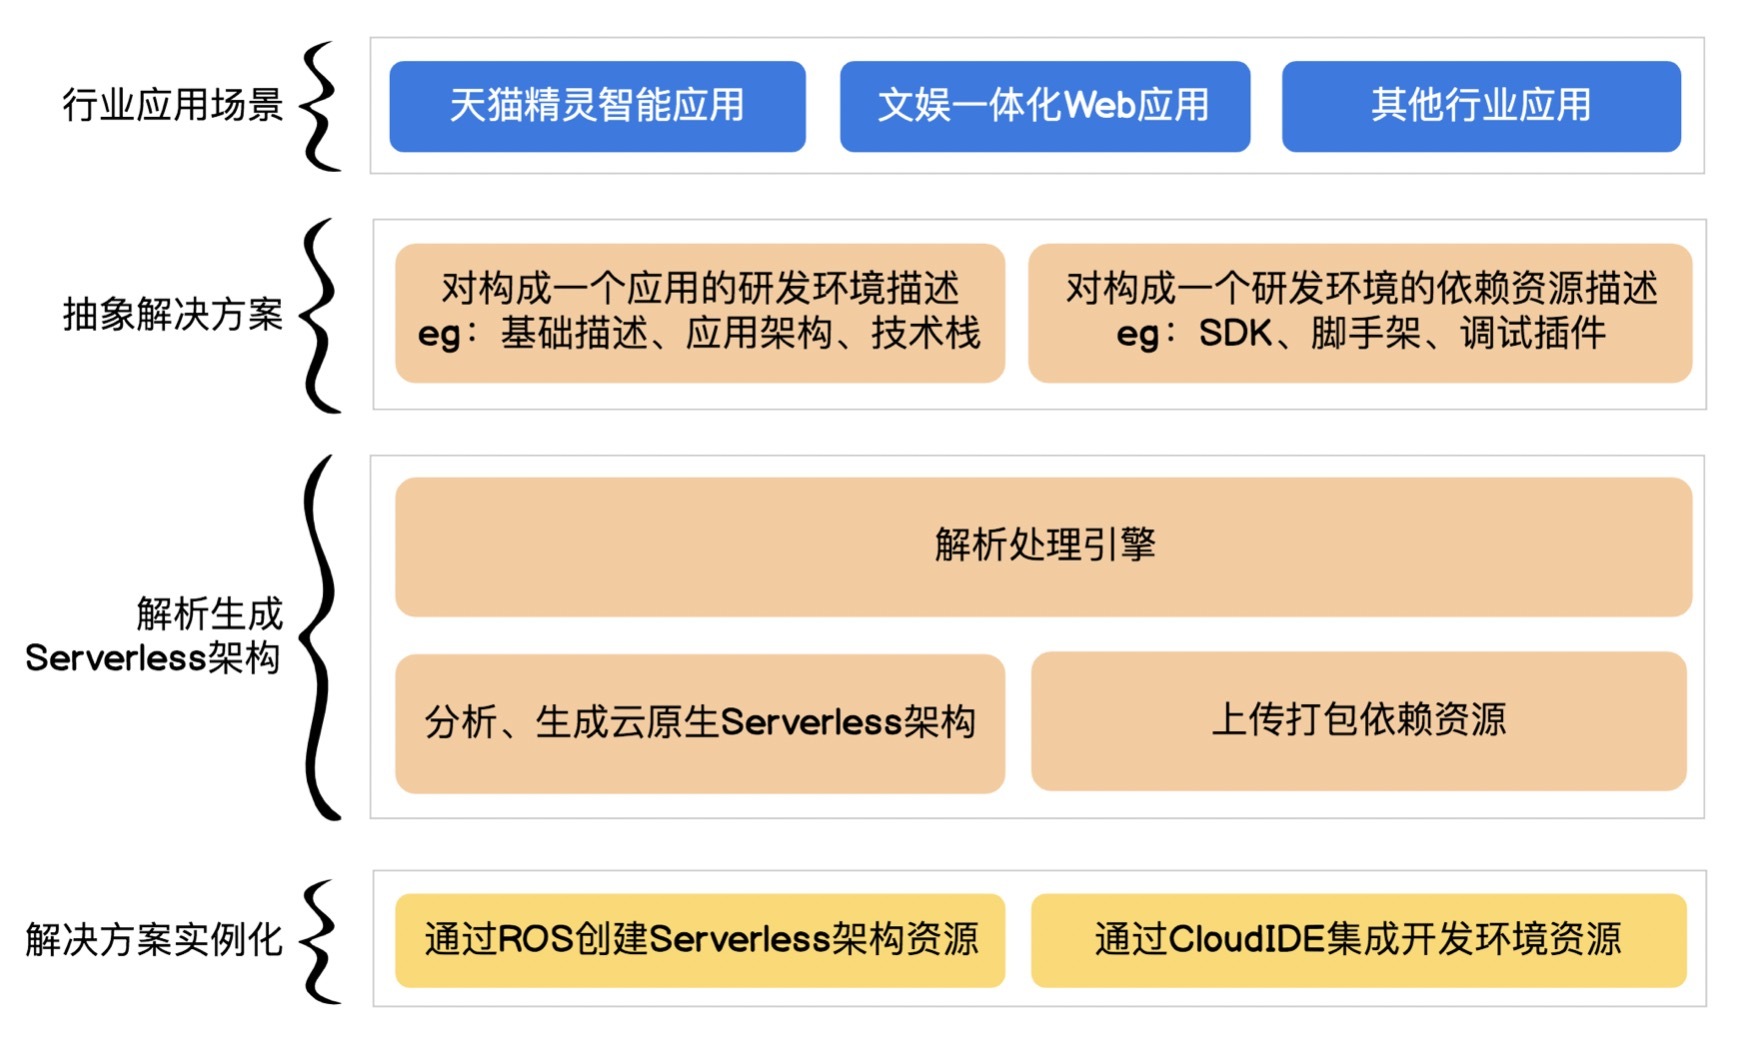 行业应用场景
天猫精灵智能应用
文娱一体化Web应用
其他行业应用
抽象解决方案
对构成一个应用的研发环境描述
eg：基础描述、应用架构、技术栈
对构成一个研发环境的依赖资源描述
eg：SDK、脚手架、调试插件
解析生成
Serverless架构
解析处理引擎
分析、生成云原生Serverless架构
上传打包依赖资源
解决方案实例化
通过ROS创建Serverless架构资源
通过CloudIDE集成开发环境资源